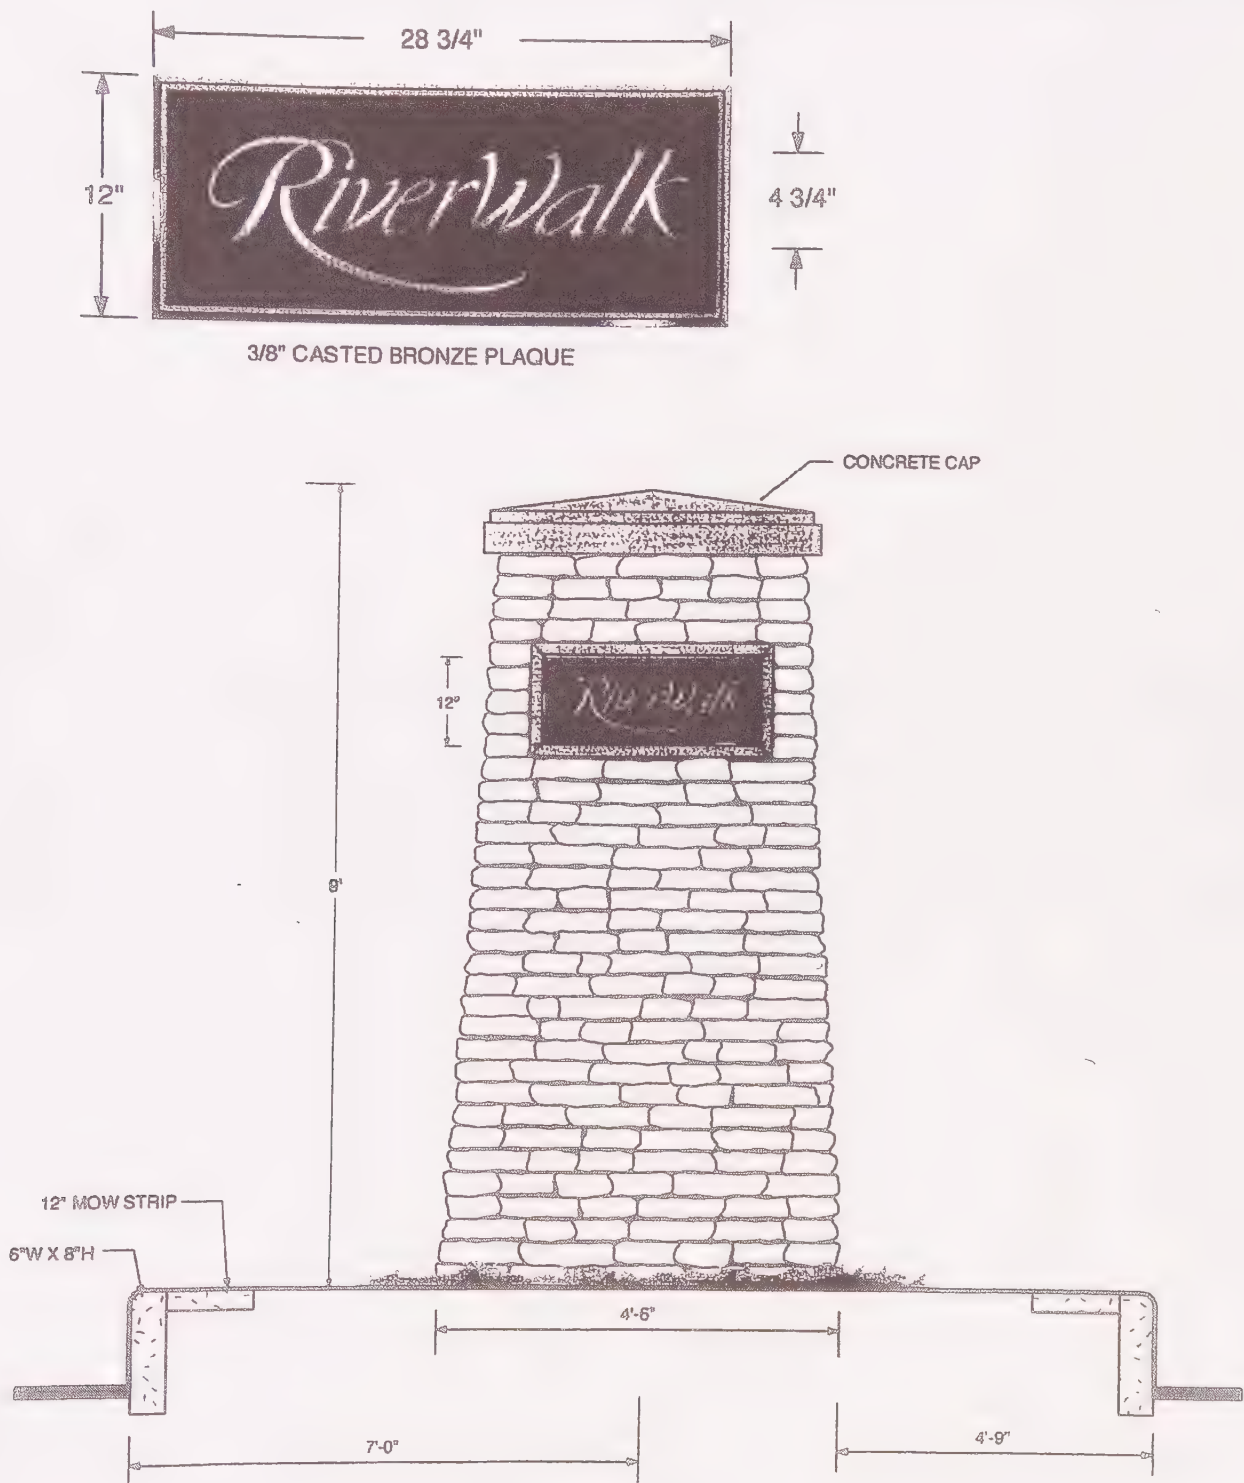 28 3/4"
12"
RiverWalk
4 3/4"
3/8" CASTED BRONZE PLAQUE
CONCRETE CAP
12"
RiverWalk
9'
12" MOW STRIP
6"W X 8"H
4'-6"
7'-0"
4'-9"